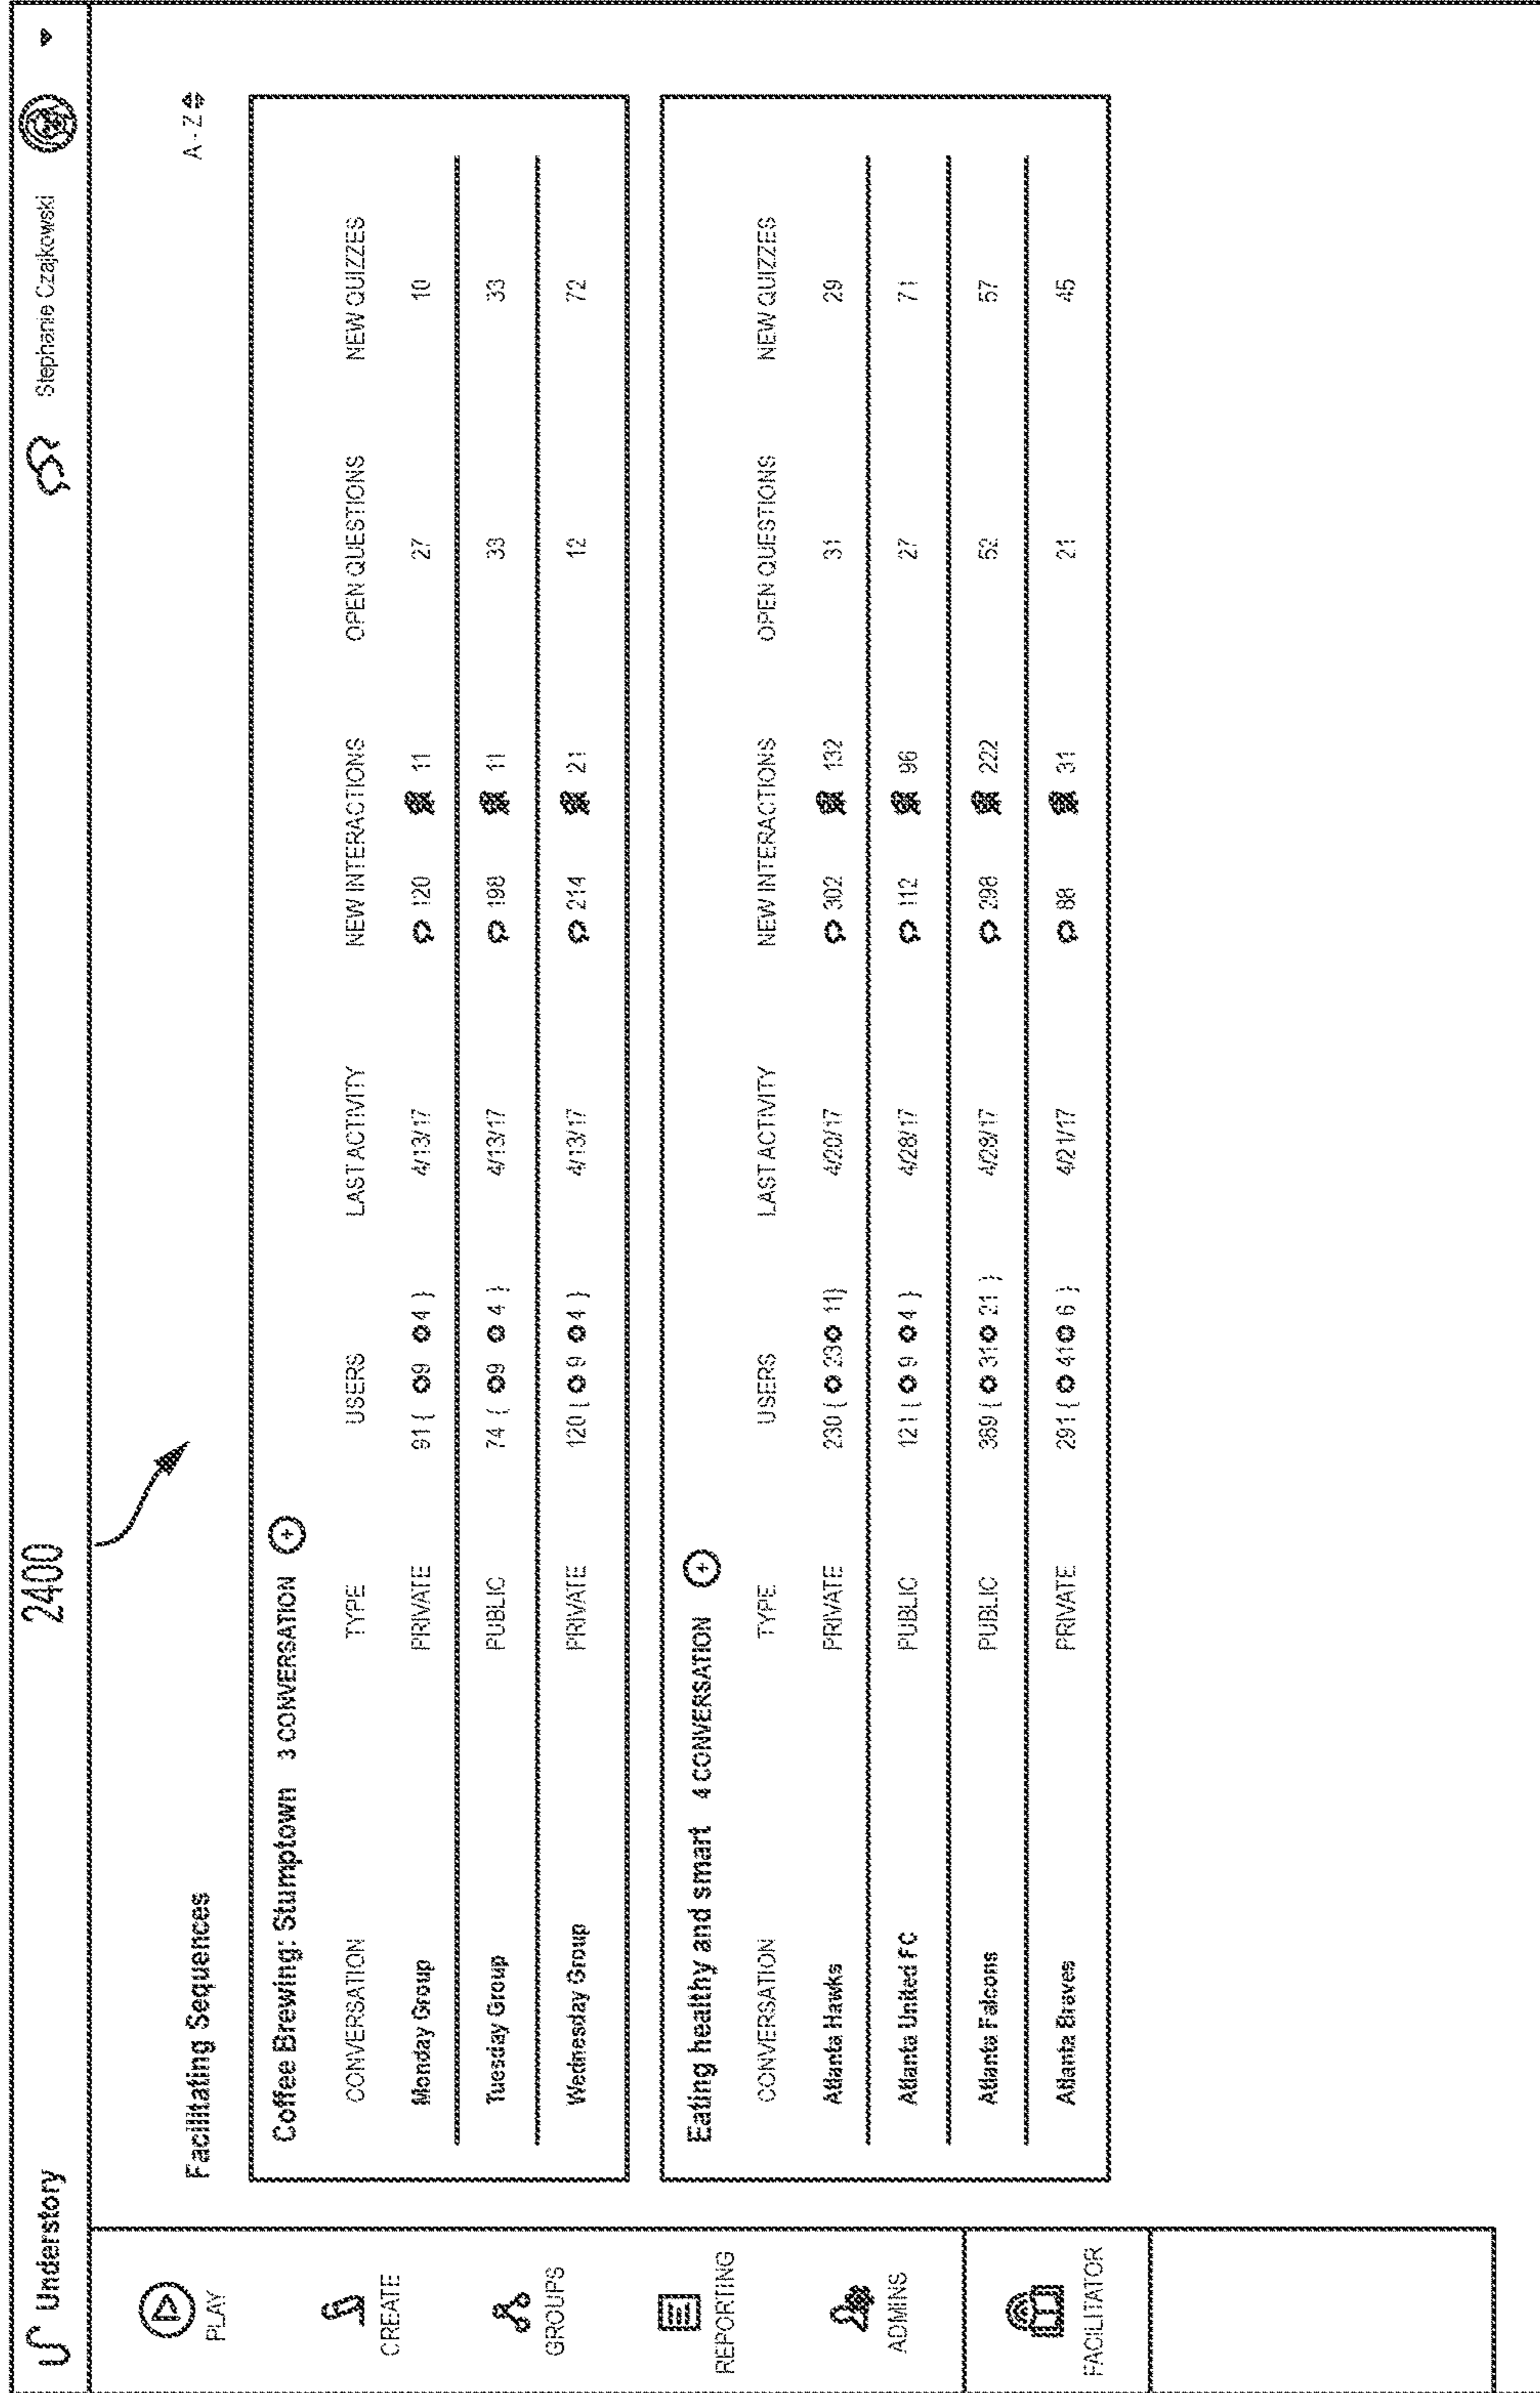 Understory 2400 Stephanie Czajkowski
PLAY
CREATE
GROUPS
REPORTING
ADMINS
FACILITATOR
Facilitating Sequences A - Z
Coffee Brewing: Stumptown 3 CONVERSATION +
CONVERSATION TYPE USERS LAST ACTIVITY NEW INTERACTIONS OPEN QUESTIONS NEW QUIZZES
Monday Group PRIVATE 91 ( 9 4 ) 4/13/17 120 11 27 10
Tuesday Group PUBLIC 74 ( 9 4 ) 4/13/17 198 11 33 33
Wednesday Group PRIVATE 120 ( 9 4 ) 4/13/17 214 21 12 72
Eating healthy and smart 4 CONVERSATION +
CONVERSATION TYPE USERS LAST ACTIVITY NEW INTERACTIONS OPEN QUESTIONS NEW QUIZZES
Atlanta Hawks PRIVATE 230 ( 23 11) 4/20/17 302 132 31 29
Atlanta United FC PUBLIC 121 ( 9 4 ) 4/28/17 112 96 27 71
Atlanta Falcons PUBLIC 389 ( 31 21 ) 4/28/17 298 222 52 57
Atlanta Braves PRIVATE 291 ( 41 6 ) 4/21/17 88 31 21 45